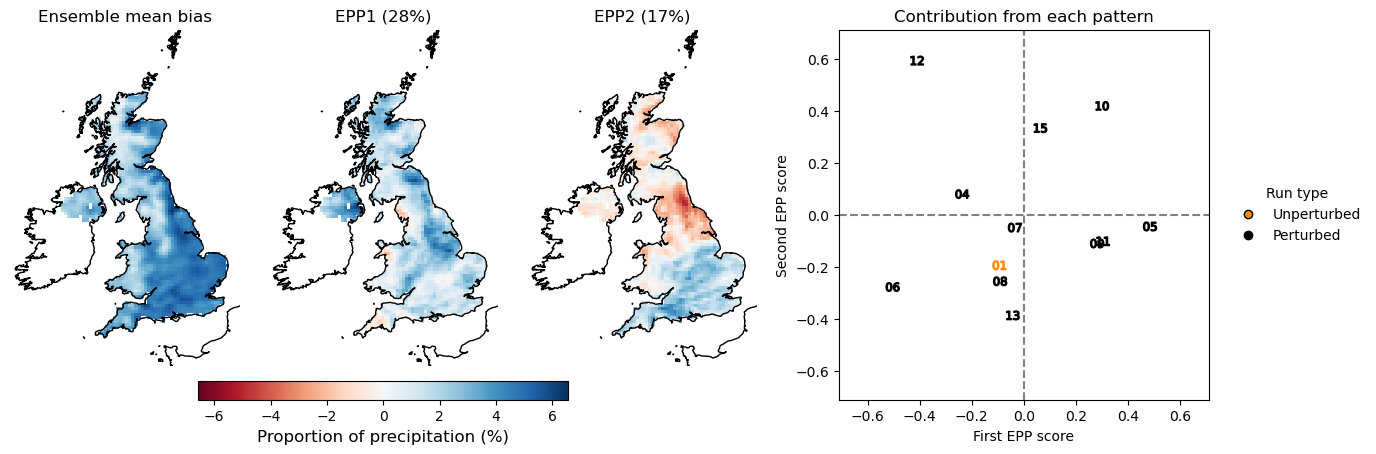 Ensemble mean bias
EPP1 (28%)
EPP2 (17%)
Contribution from each pattern
−6 −4 −2 0 2 4 6
Proportion of precipitation (%)
Second EPP score
0.6
0.4
0.2
0.0
−0.2
−0.4
−0.6
12
10
15
04
07
05
11
09
01
08
06
13
−0.6 −0.4 −0.2 0.0 0.2 0.4 0.6
First EPP score
Run type
Unperturbed
Perturbed